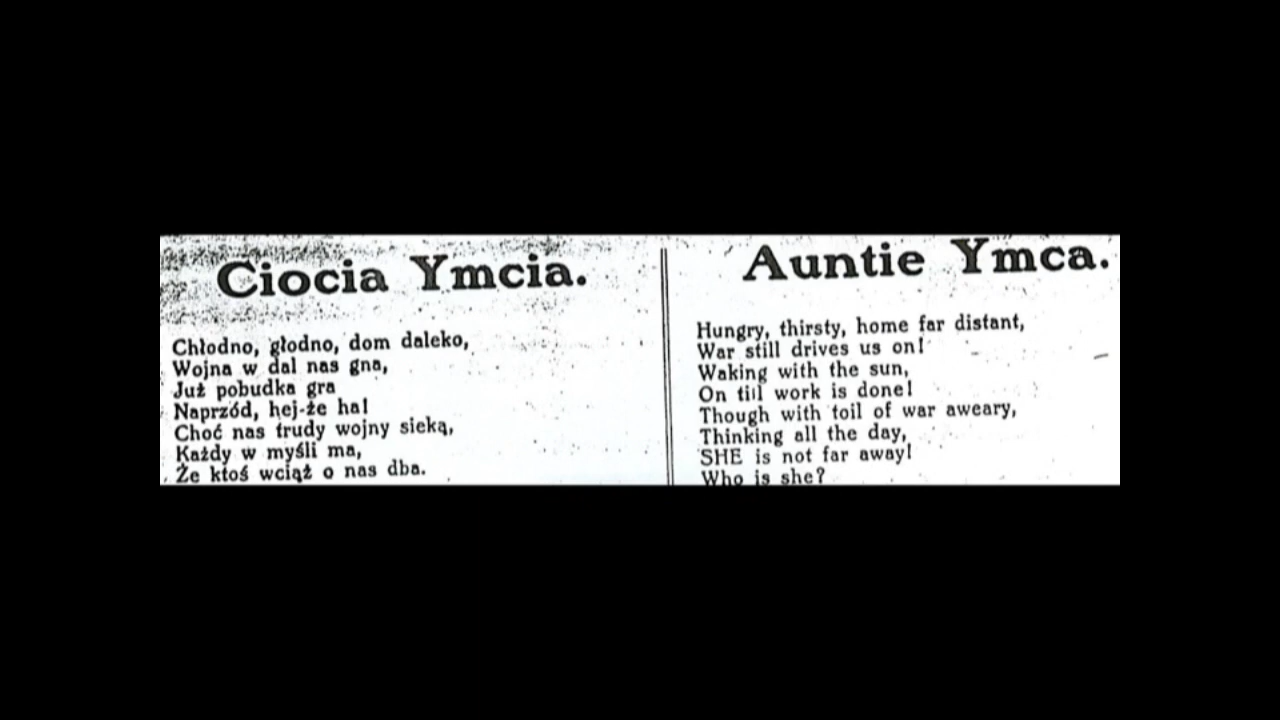 Ciocia Ymcia.
Chłodno, głodno, dom daleko,
Wojna w dal nas gna,
Już pobudka gra
Naprzód, hej-że ha!
Choć nas trudy wojny sieką,
Każdy w myśli ma,
Że ktoś wciąż o nas dba.
Auntie Ymca.
Hungry, thirsty, home far distant,
War still drives us on!
Waking with the sun,
On till work is done!
Though with toil of war aweary,
Thinking all the day,
SHE is not far away!
Who is she?